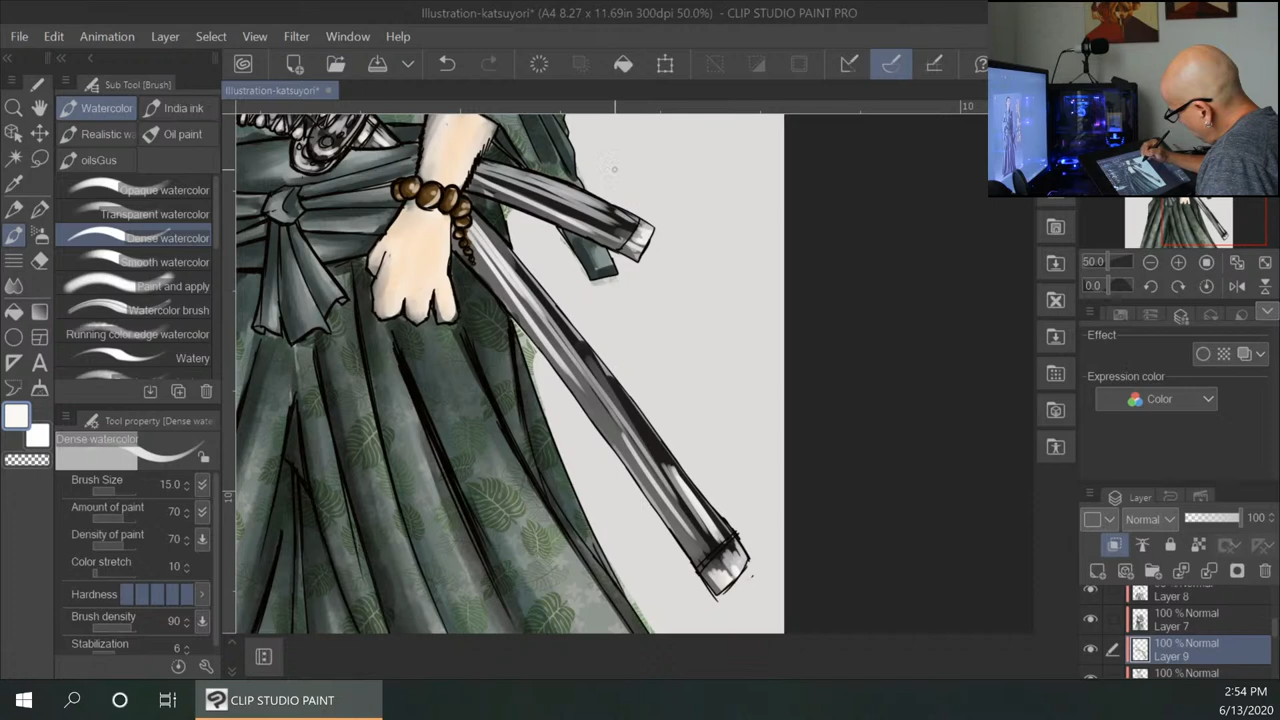 Illustration-katsuyori* (A4 8.27 x 11.69in 300dpi 50.0%) - CLIP STUDIO PAINT PRO
File Edit Animation Layer Select View Filter Window Help
Sub Tool [Brush]
Illustration-katsuyori*
Watercolor India ink
Realistic w Oil paint
oilsGus
10
Opaque watercolor
Transparent watercolor
Dense watercolor
Smooth watercolor
Paint and apply
Watercolor brush
Running color edge watercolor
Watery
50.0
0.0
Effect
Expression color
Color
Tool property [Dense wate
Dense watercolor
Brush Size 15.0
Amount of paint 70
Density of paint 70
Color stretch 10
Hardness
Brush density 90
Stabilization 6
10
Layer
Normal 100
Layer 8
100 % Normal
Layer 7
100 % Normal
Layer 9
100 % Normal
CLIP STUDIO PAINT
2:54 PM
6/13/2020